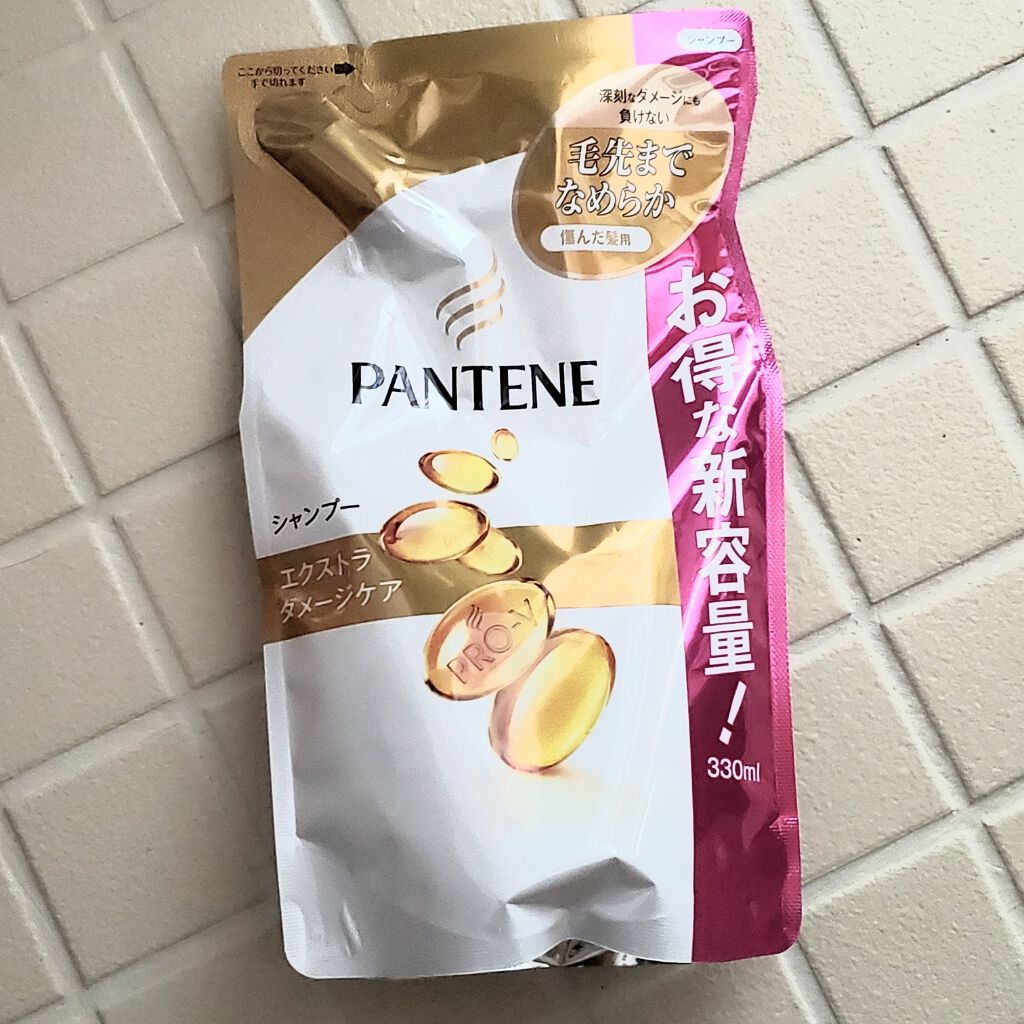 ここから切ってください
手で切れます
シャンプー
深刻なダメージにも
負けない
毛先まで
なめらか
傷んだ髪用
PANTENE
シャンプー
エクストラ
ダメージケア
PRO-V
お得な新容量!
330ml